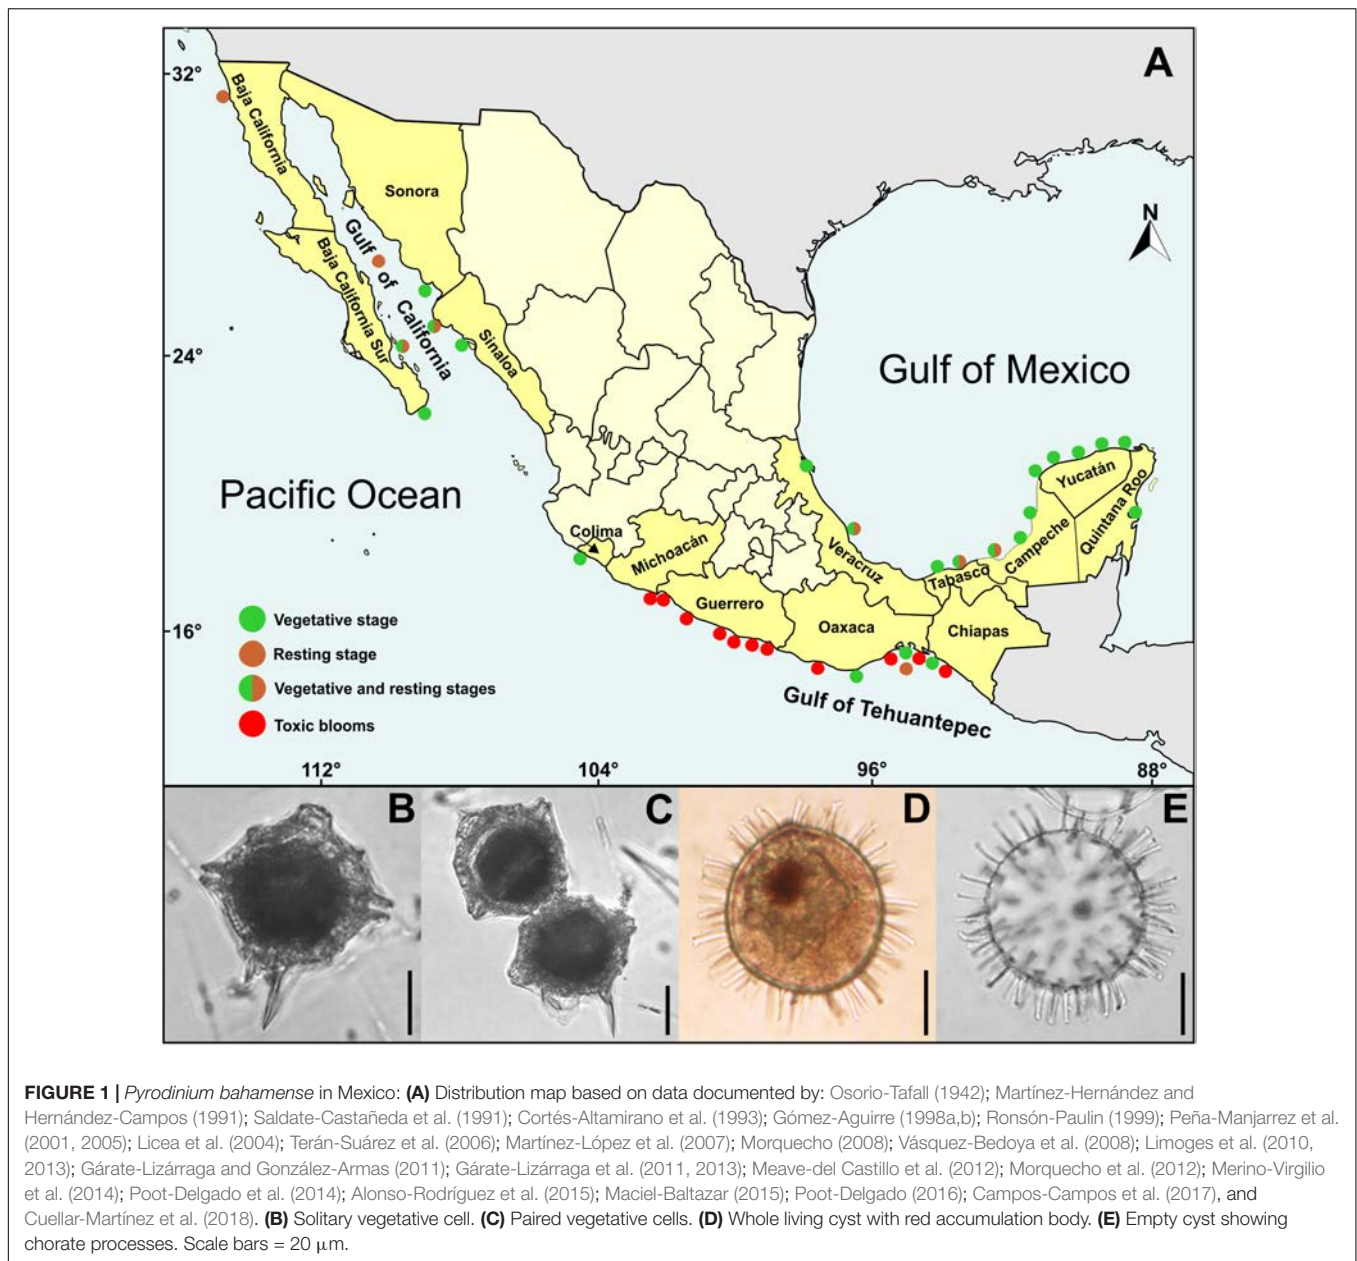 A
32°
Baja California
Sonora
N
Gulf of California
Baja California Sur
Sinaloa
24°
Gulf of Mexico
Pacific Ocean
Yucatán
Quintana Roo
Campeche
Colima
Michoacán
Veracruz
Tabasco
Guerrero
Oaxaca
Chiapas
16°
Vegetative stage
Resting stage
Vegetative and resting stages
Toxic blooms
Gulf of Tehuantepec
112°
104°
96°
88°
B
C
D
E
FIGURE 1 | Pyrodinium bahamense in Mexico: (A) Distribution map based on data documented by: Osorio-Tafall (1942); Martínez-Hernández and
Hernández-Campos (1991); Saldate-Castañeda et al. (1991); Cortés-Altamirano et al. (1993); Gómez-Aguirre (1998a,b); Ronsón-Paulin (1999); Peña-Manjarrez et al.
(2001, 2005); Licea et al. (2004); Terán-Suárez et al. (2006); Martínez-López et al. (2007); Morquecho (2008); Vásquez-Bedoya et al. (2008); Limoges et al. (2010,
2013); Gárate-Lizárraga and González-Armas (2011); Gárate-Lizárraga et al. (2011, 2013); Meave-del Castillo et al. (2012); Morquecho et al. (2012); Merino-Virgilio
et al. (2014); Poot-Delgado et al. (2014); Alonso-Rodríguez et al. (2015); Maciel-Baltazar (2015); Poot-Delgado (2016); Campos-Campos et al. (2017), and
Cuellar-Martínez et al. (2018). (B) Solitary vegetative cell. (C) Paired vegetative cells. (D) Whole living cyst with red accumulation body. (E) Empty cyst showing
chorate processes. Scale bars = 20 μm.